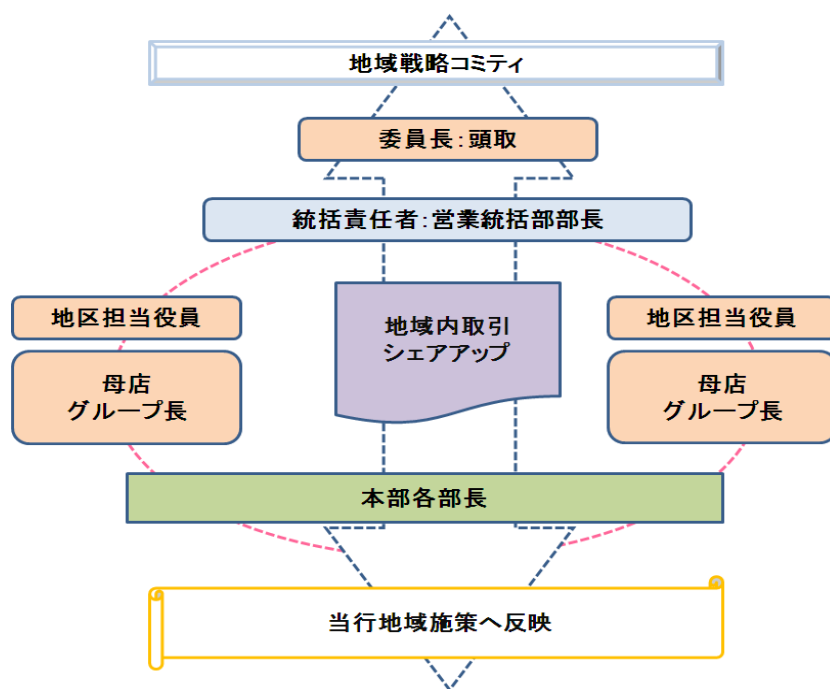 地域戦略コミティ
委員長：頭取
統括責任者：営業統括部部長
地区担当役員
母店
グループ長
地域内取引
シェアアップ
地区担当役員
母店
グループ長
本部各部長
当行地域施策へ反映